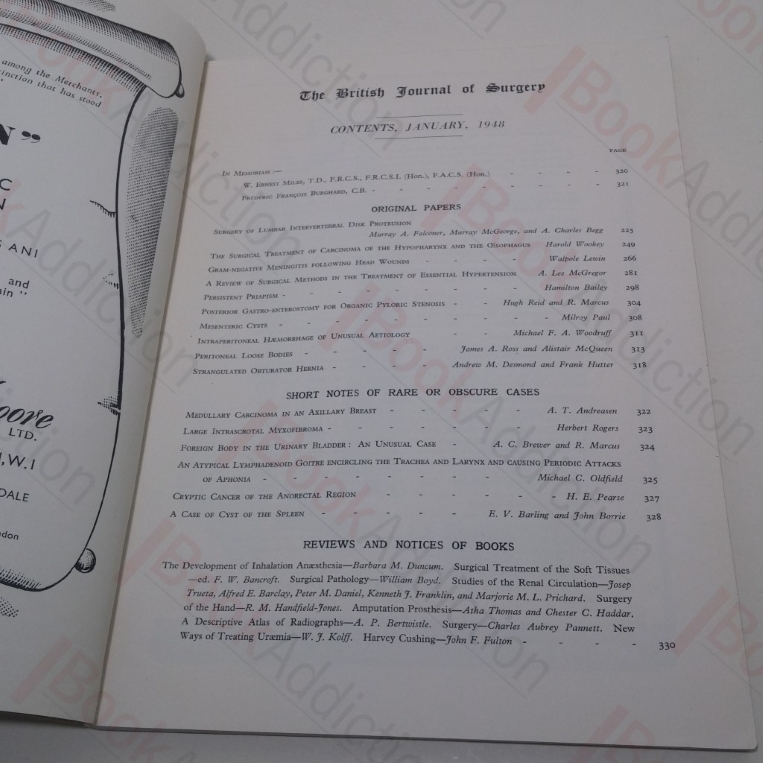 among the Merchants,
inction that has stood
N"
C
N
S ANI
and
ain "
oore
LTD.
W.I
DALE
don
The British Journal of Surgery
CONTENTS, JANUARY, 1948
PAGE
IN MEMORIAM :—
W. ERNEST MILES, T.D., F.R.C.S., F.R.C.S.I. (Hon.), F.A.C.S. (Hon.) - - - - 320
FREDERIC FRANÇOIS BURGHARD, C.B. - - - - - - - - 321
ORIGINAL PAPERS
SURGERY OF LUMBAR INTERVERTEBRAL DISK PROTRUSION
Murray A. Falconer, Murray McGeorge, and A. Charles Begg 225
THE SURGICAL TREATMENT OF CARCINOMA OF THE HYPOPHARYNX AND THE ŒSOPHAGUS Harold Wookey 249
GRAM-NEGATIVE MENINGITIS FOLLOWING HEAD WOUNDS - - - Walpole Lewin 266
A REVIEW OF SURGICAL METHODS IN THE TREATMENT OF ESSENTIAL HYPERTENSION A. Lee McGregor 281
PERSISTENT PRIAPISM - - - - - - - Hamilton Bailey 298
POSTERIOR GASTRO-ENTEROSTOMY FOR ORGANIC PYLORIC STENOSIS - - Hugh Reid and R. Marcus 304
MESENTERIC CYSTS - - - - - - - - Milroy Paul 308
INTRAPERITONEAL HÆMORRHAGE OF UNUSUAL AETIOLOGY - - Michael F. A. Woodruff 311
PERITONEAL LOOSE BODIES - - - - - James A. Ross and Alistair McQueen 313
STRANGULATED OBTURATOR HERNIA - - - - Andrew M. Desmond and Frank Hutter 318
SHORT NOTES OF RARE OR OBSCURE CASES
MEDULLARY CARCINOMA IN AN AXILLARY BREAST - - - - - A. T. Andreasen 322
LARGE INTRASCROTAL MYXOFIBROMA - - - - - - Herbert Rogers 323
FOREIGN BODY IN THE URINARY BLADDER : AN UNUSUAL CASE - - A. C. Brewer and R. Marcus 324
AN ATYPICAL LYMPHADENOID GOITRE ENCIRCLING THE TRACHEA AND LARYNX AND CAUSING PERIODIC ATTACKS
OF APHONIA - - - - - - - - Michael C. Oldfield 325
CRYPTIC CANCER OF THE ANORECTAL REGION - - - - - - H. E. Pearse 327
A CASE OF CYST OF THE SPLEEN - - - - - E. V. Barling and John Borrie 328
REVIEWS AND NOTICES OF BOOKS
The Development of Inhalation Anæsthesia—Barbara M. Duncum. Surgical Treatment of the Soft Tissues
—ed. F. W. Bancroft. Surgical Pathology—William Boyd. Studies of the Renal Circulation—Josep
Trueta, Alfred E. Barclay, Peter M. Daniel, Kenneth J. Franklin, and Marjorie M. L. Prichard. Surgery
of the Hand—R. M. Handfield-Jones. Amputation Prosthesis—Atha Thomas and Chester C. Haddar.
A Descriptive Atlas of Radiographs—A. P. Bertwistle. Surgery—Charles Aubrey Pannett. New
Ways of Treating Uræmia—W. J. Kolff. Harvey Cushing—John F. Fulton - - - - 330